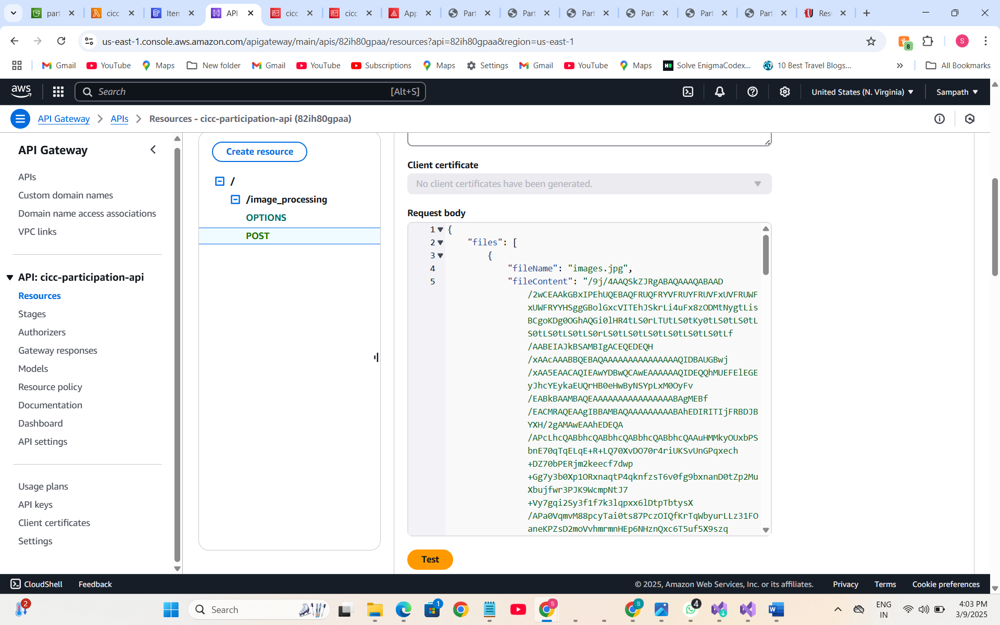 part
cicc
Item
API
cicc
cicc
App
Part
Part
Part
Part
Part
Part
Res
us-east-1.console.aws.amazon.com/apigateway/main/apis/82ih80gpaa/resources?api=82ih80gpaa&region=us-east-1
8
S
Gmail YouTube Maps New folder Gmail YouTube Subscriptions Maps Settings Gmail YouTube Maps Solve EnigmaCodex... 10 Best Travel Blogs... » All Bookmarks
aws
Search [Alt+S]
United States (N. Virginia) Sampath
API Gateway > APIs > Resources - cicc-participation-api (82ih80gpaa)
API Gateway
APIs
Custom domain names
Domain name access associations
VPC links
API: cicc-participation-api
Resources
Stages
Authorizers
Gateway responses
Models
Resource policy
Documentation
Dashboard
API settings
Usage plans
API keys
Client certificates
Settings
Create resource
/
/image_processing
OPTIONS
POST
Client certificate
No client certificates have been generated.
Request body
1 {
2 "files": [
3 {
4 "fileName": "images.jpg",
5 "fileContent": "/9j/4AAQSkZJRgABAQAAAQABAAD
/2wCEAAkGBxIPEhUQEBAQFRUQFRYVFRUYFRUVFxUVFRUWF
xUWFRYYHSggGBolGxcVITEhJSkrLi4uFx8zODMtNygtLis
BCgoKDg0OGhAQGi0lHR4tLS0rLTUtLS0tKy0tLS0tLS0tL
S0tLS0tLS0tLS0rLS0tLS0tLS0tLS0tLS0tLS0tLf
/AABEIAJkBSAMBIgACEQEDEQH
/xAAcAAABBQEBAQAAAAAAAAAAAAAAAQIDBAUGBwj
/xAA5EAACAQIEAwYDBwQCAwEAAAAAAQIDEQQhMUEFElEGE
yJhcYEykaEUQrHB0eHwByNSYpLxM0OyFv
/EABkBAAMBAQEAAAAAAAAAAAAAAAABAgMEBf
/EACMRAQEAAgIBBAMBAQAAAAAAAAABAhEDIRITIjFRBDJB
YXH/2gAMAwEAAhEDEQA
/APcLhcQABbhcQABbhcQABbhcQABbhcQAAuHMMkyOUxbPS
bnE70qTqELqE+R+LQ70XvDO70r4riUKSvUnGPqxech
+DZ70bPERjm2keecf7dwp
+Gg7y3b0Xp1ORxnaqtP4qknfzsT6v0fg9bxnanD0tZp2Mu
Xbujfwr3PJK9WcmpNtJ7
+Vy7gqi2Sy3f1f7k3lqpxx6lDtpTbtysX
/APa0VqmvM88pcyTai0ts87PczOIQfKrTqWbyurLLz31FO
aneKPZsD2moVvhmrmnHEp6NHznQxc6T5uf5X9szq
Test
CloudShell Feedback © 2025, Amazon Web Services, Inc. or its affiliates. Privacy Terms Cookie preferences
2
Search
1
S
S
4
ENG
IN
4:03 PM
3/9/2025